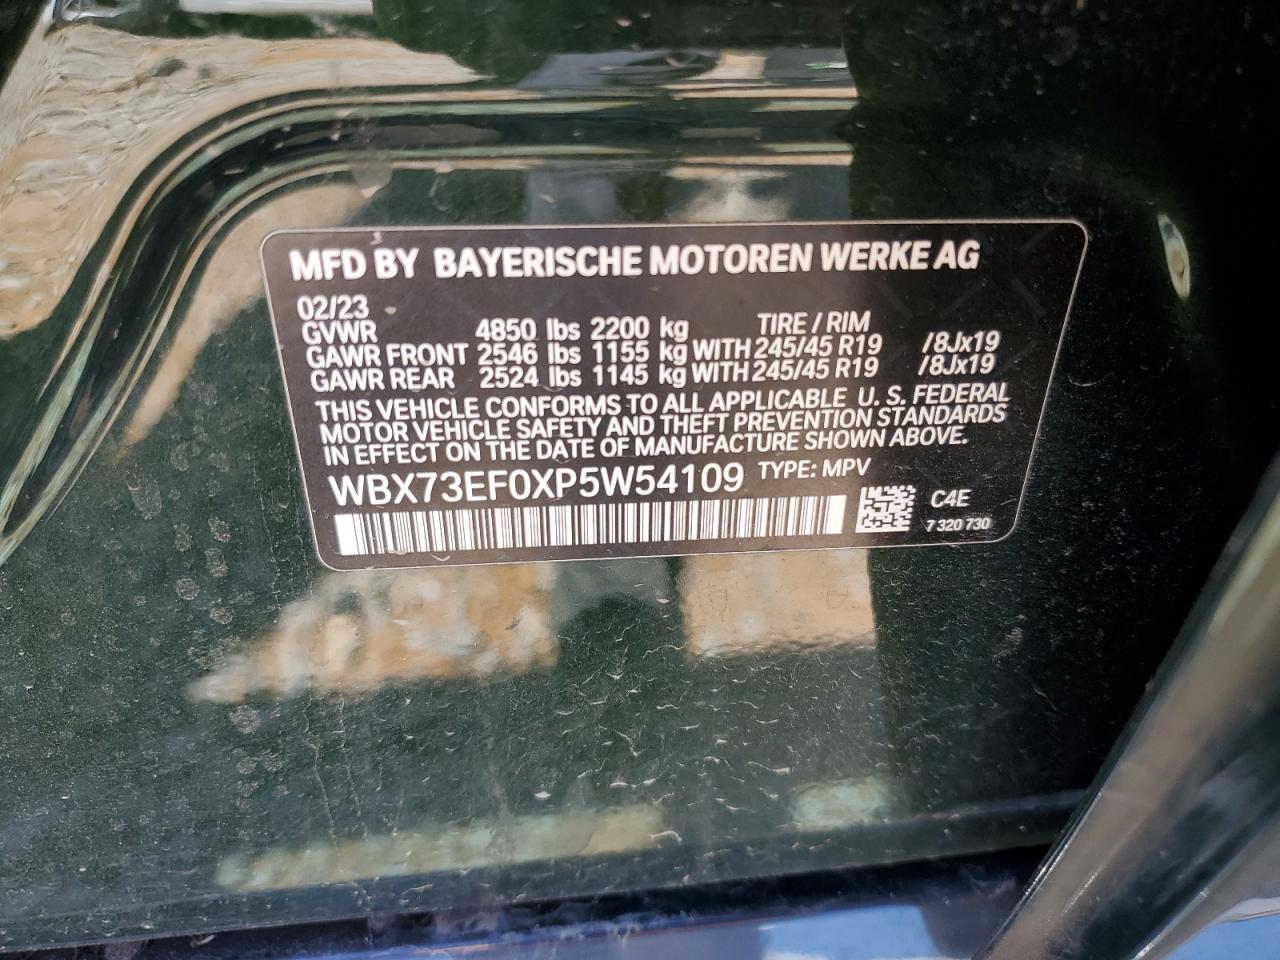 MFD BY BAYERISCHE MOTOREN WERKE AG
02/23 TIRE / RIM
GVWR 4850 lbs 2200 kg
GAWR FRONT 2546 lbs 1155 kg WITH 245/45 R19 /8Jx19
GAWR REAR 2524 lbs 1145 kg WITH 245/45 R19 /8Jx19
THIS VEHICLE CONFORMS TO ALL APPLICABLE U. S. FEDERAL
MOTOR VEHICLE SAFETY AND THEFT PREVENTION STANDARDS
IN EFFECT ON THE DATE OF MANUFACTURE SHOWN ABOVE.
WBX73EF0XP5W54109 TYPE: MPV
C4E
7 320 730